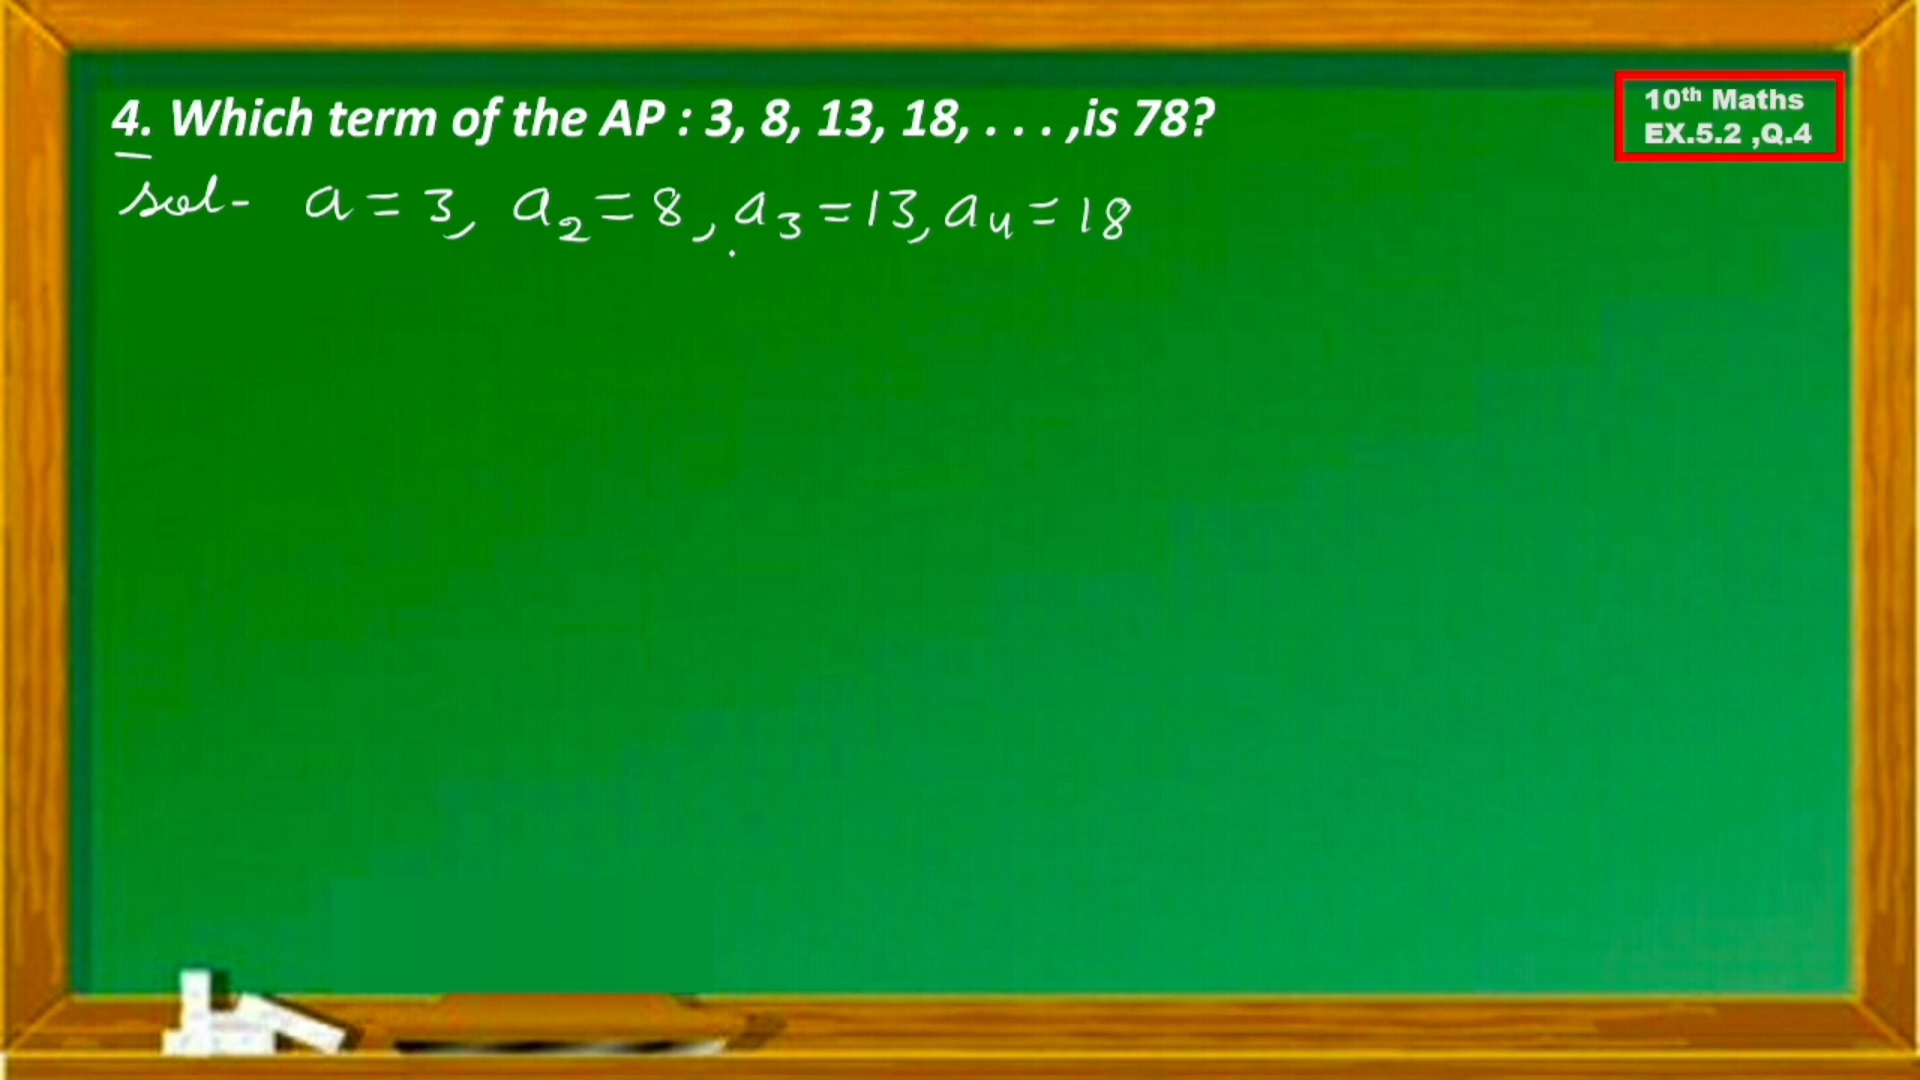 4. Which term of the AP : 3, 8, 13, 18, . . . ,is 78?
10th Maths
EX.5.2 ,Q.4
sol- a = 3, a2 = 8, a3 = 13, a4 = 18